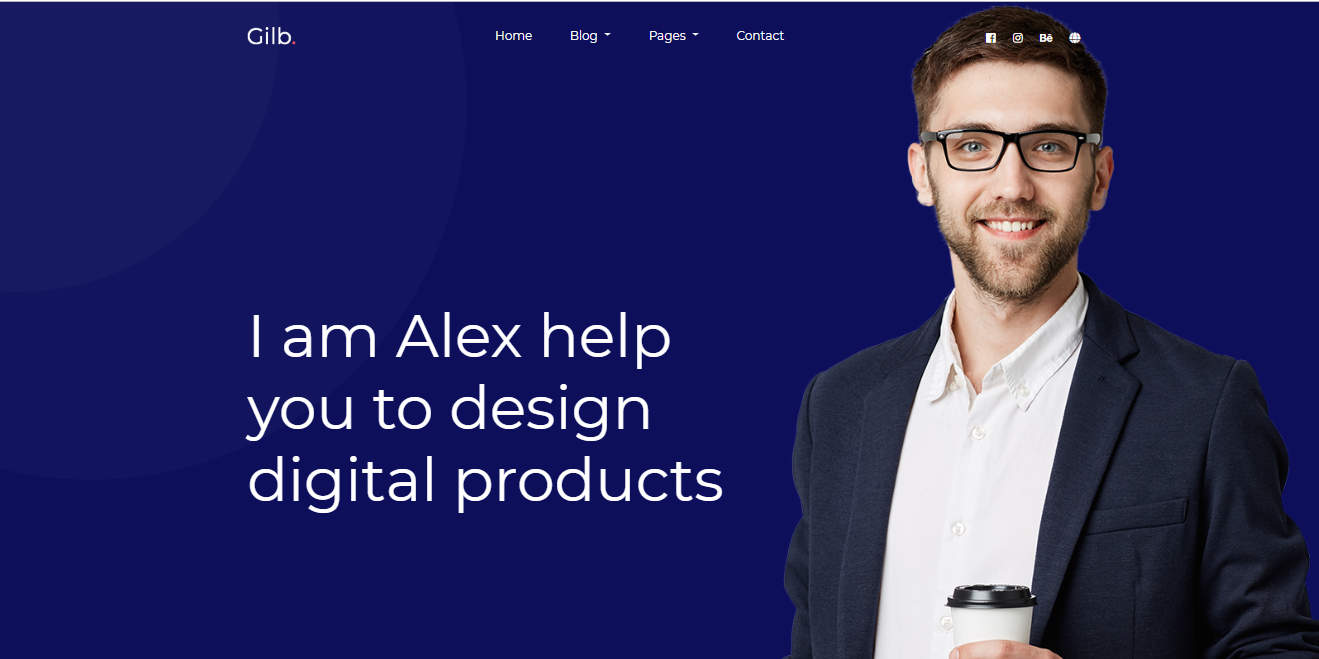 Gilb.
Home Blog Pages Contact Bē
I am Alex help
you to design
digital products